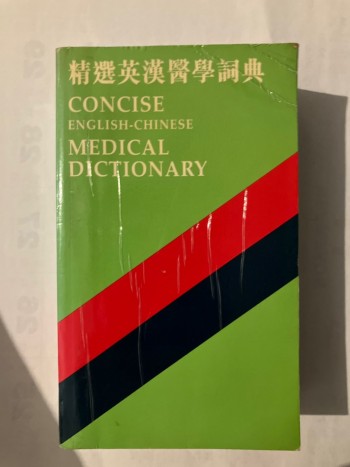 精選英漢醫學詞典
CONCISE
ENGLISH-CHINESE
MEDICAL
DICTIONARY